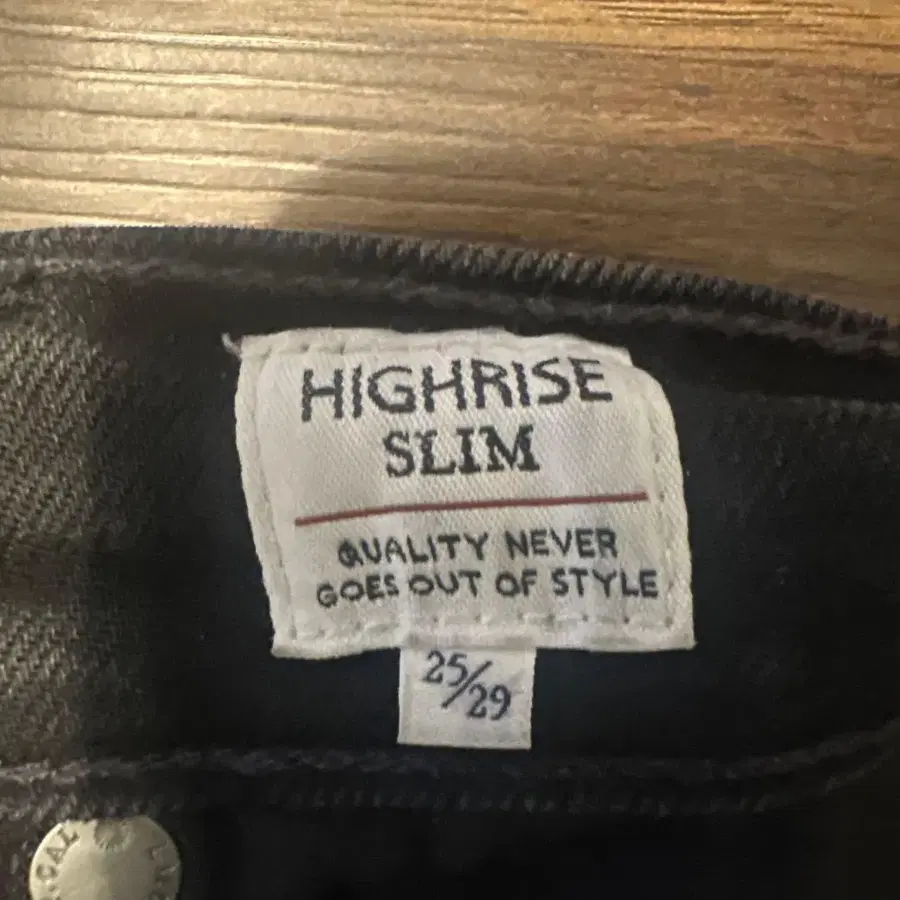 HIGHRISE
SLIM
QUALITY NEVER
GOES OUT OF STYLE
25/29